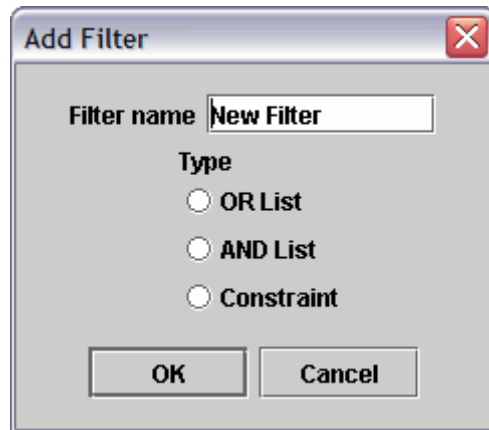 Add Filter
Filter name New Filter
Type
OR List
AND List
Constraint
OK Cancel